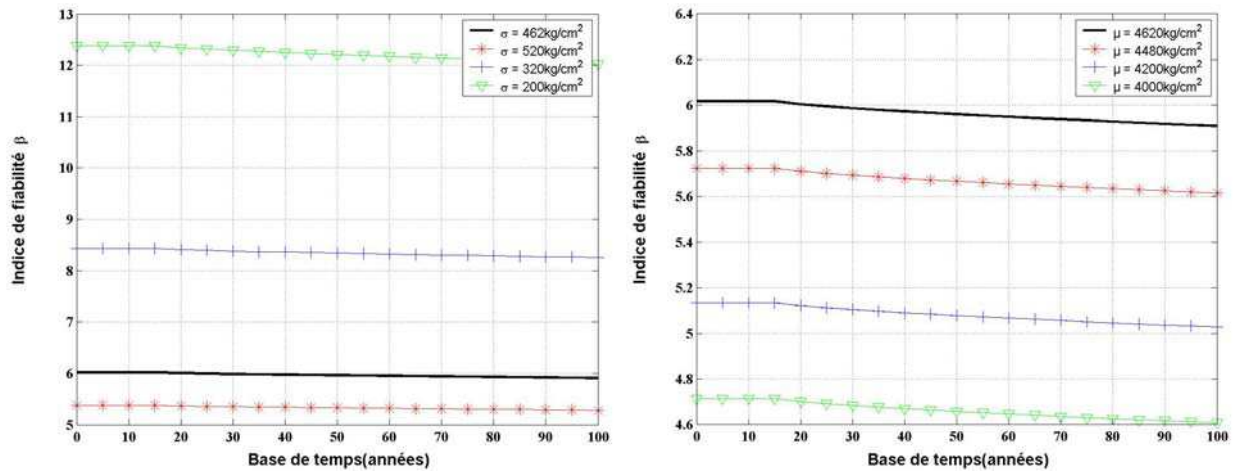 13
12
11
10
9
8
7
6
5
0 10 20 30 40 50 60 70 80 90 100
Indice de fiabilité β
Base de temps(années)
σ = 462kg/cm²
σ = 520kg/cm²
σ = 320kg/cm²
σ = 200kg/cm²
6.4
6.2
6
5.8
5.6
5.4
5.2
5
4.8
4.6
0 10 20 30 40 50 60 70 80 90 100
Indice de fiabilité β
Base de temps(années)
µ = 4620kg/cm²
µ = 4480kg/cm²
µ = 4200kg/cm²
µ = 4000kg/cm²